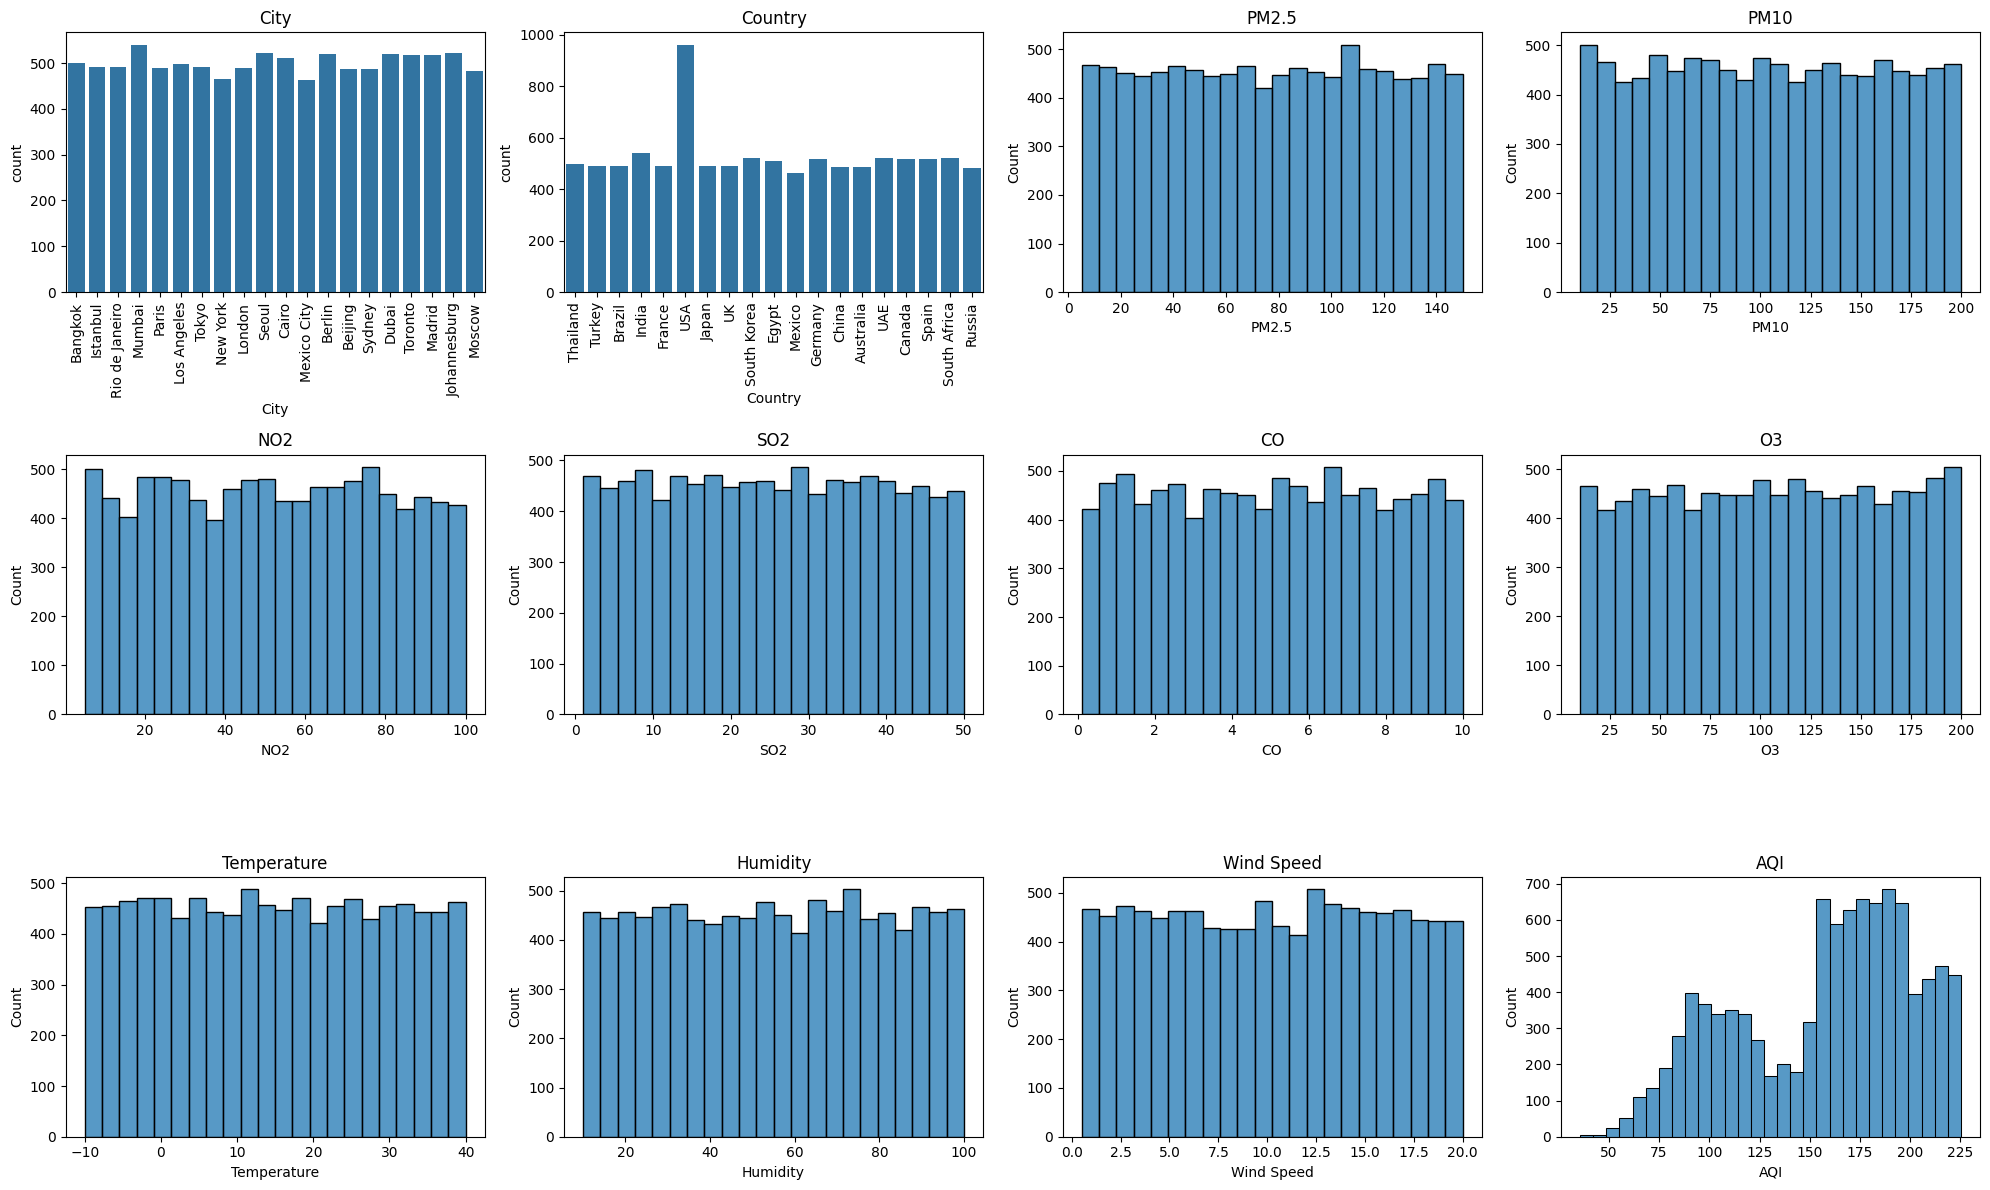 City
count
0
100
200
300
400
500
Bangkok
Istanbul
Rio de Janeiro
Mumbai
Paris
Los Angeles
Tokyo
New York
London
Seoul
Cairo
Mexico City
Berlin
Beijing
Sydney
Dubai
Toronto
Madrid
Johannesburg
Moscow
City
Country
count
0
200
400
600
800
1000
Thailand
Turkey
Brazil
India
France
USA
Japan
UK
South Korea
Egypt
Mexico
Germany
China
Australia
UAE
Canada
Spain
South Africa
Russia
Country
PM2.5
Count
0
100
200
300
400
500
0 20 40 60 80 100 120 140
PM2.5
PM10
Count
0
100
200
300
400
500
25 50 75 100 125 150 175 200
PM10
NO2
Count
0
100
200
300
400
500
20 40 60 80 100
NO2
SO2
Count
0
100
200
300
400
500
0 10 20 30 40 50
SO2
CO
Count
0
100
200
300
400
500
0 2 4 6 8 10
CO
O3
Count
0
100
200
300
400
500
25 50 75 100 125 150 175 200
O3
Temperature
Count
0
100
200
300
400
500
−10 0 10 20 30 40
Temperature
Humidity
Count
0
100
200
300
400
500
20 40 60 80 100
Humidity
Wind Speed
Count
0
100
200
300
400
500
0.0 2.5 5.0 7.5 10.0 12.5 15.0 17.5 20.0
Wind Speed
AQI
Count
0
100
200
300
400
500
600
700
50 75 100 125 150 175 200 225
AQI